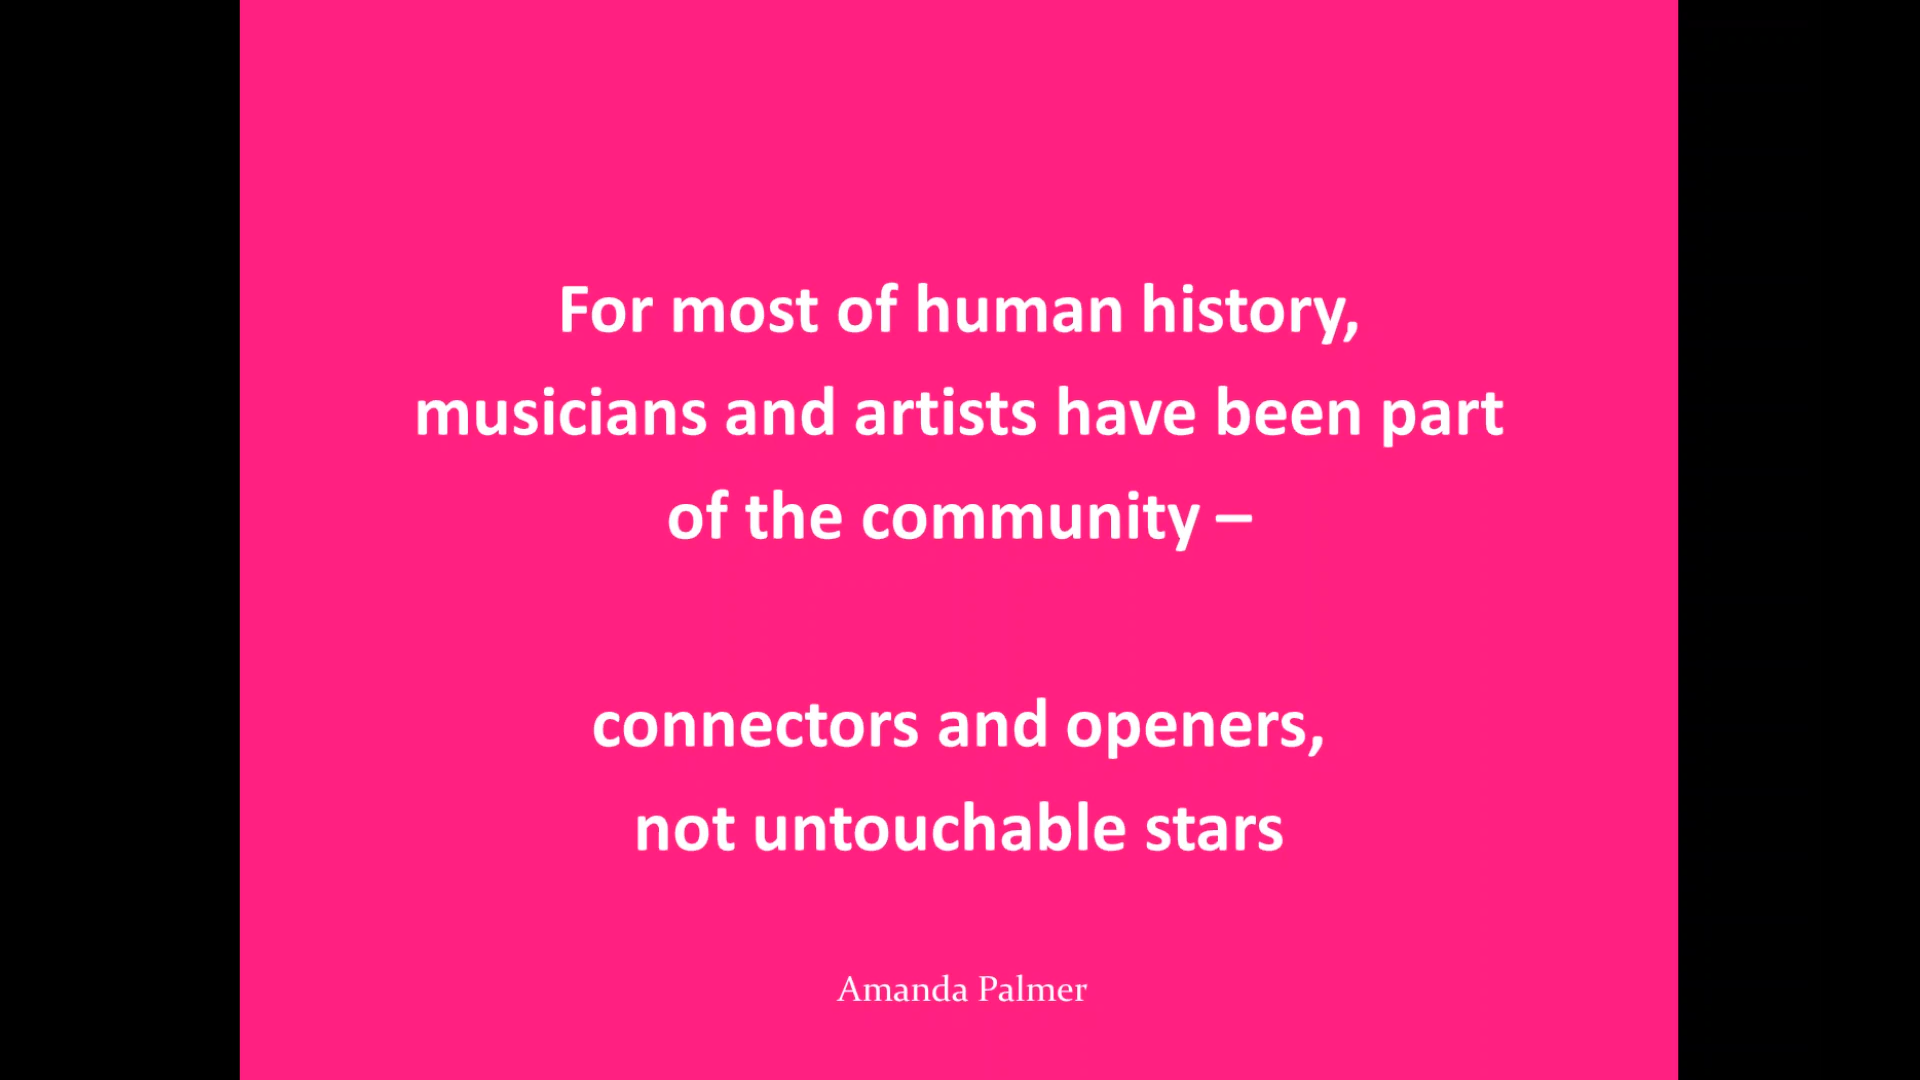 For most of human history,
musicians and artists have been part
of the community –
connectors and openers,
not untouchable stars
Amanda Palmer